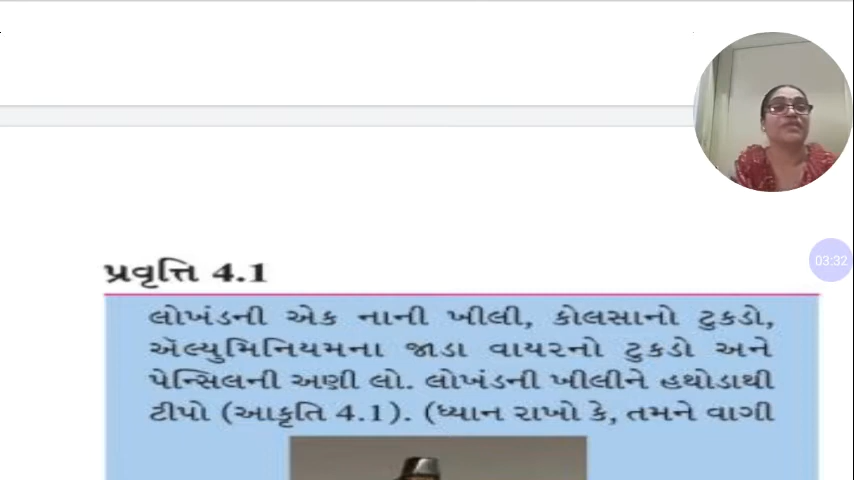 03:32
પ્રવૃત્તિ 4.1
લોખંડની એક નાની ખીલી, કોલસાનો ટુકડો,
ઍલ્યુમિનિયમના જાડા વાયરનો ટુકડો અને
પેન્સિલની અણી લો. લોખંડની ખીલીને હથોડાથી
ટીપો (આકૃતિ 4.1). (ધ્યાન રાખો કે, તમને વાગી